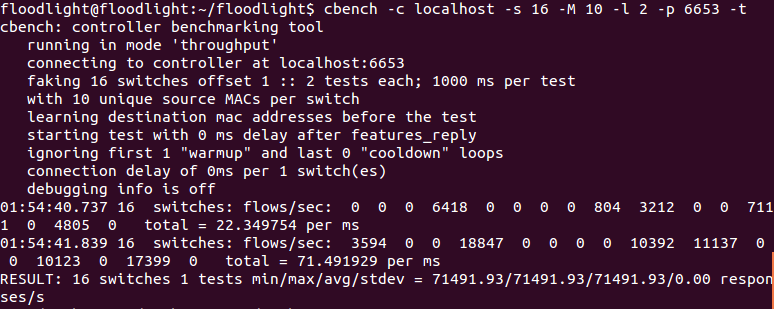 floodlight@floodlight:~/floodlight$ cbench -c localhost -s 16 -M 10 -l 2 -p 6653 -t
cbench: controller benchmarking tool
running in mode 'throughput'
connecting to controller at localhost:6653
faking 16 switches offset 1 :: 2 tests each; 1000 ms per test
with 10 unique source MACs per switch
learning destination mac addresses before the test
starting test with 0 ms delay after features_reply
ignoring first 1 "warmup" and last 0 "cooldown" loops
connection delay of 0ms per 1 switch(es)
debugging info is off
01:54:40.737 16  switches: flows/sec:  0  0  0  6418  0  0  0  0  804  3212  0  0  711
1  0  4805  0   total = 22.349754 per ms
01:54:41.839 16  switches: flows/sec:  3594  0  0  18847  0  0  0  0  10392  11137  0
0  10123  0  17399  0   total = 71.491929 per ms
RESULT: 16 switches 1 tests min/max/avg/stdev = 71491.93/71491.93/71491.93/0.00 respon
ses/s